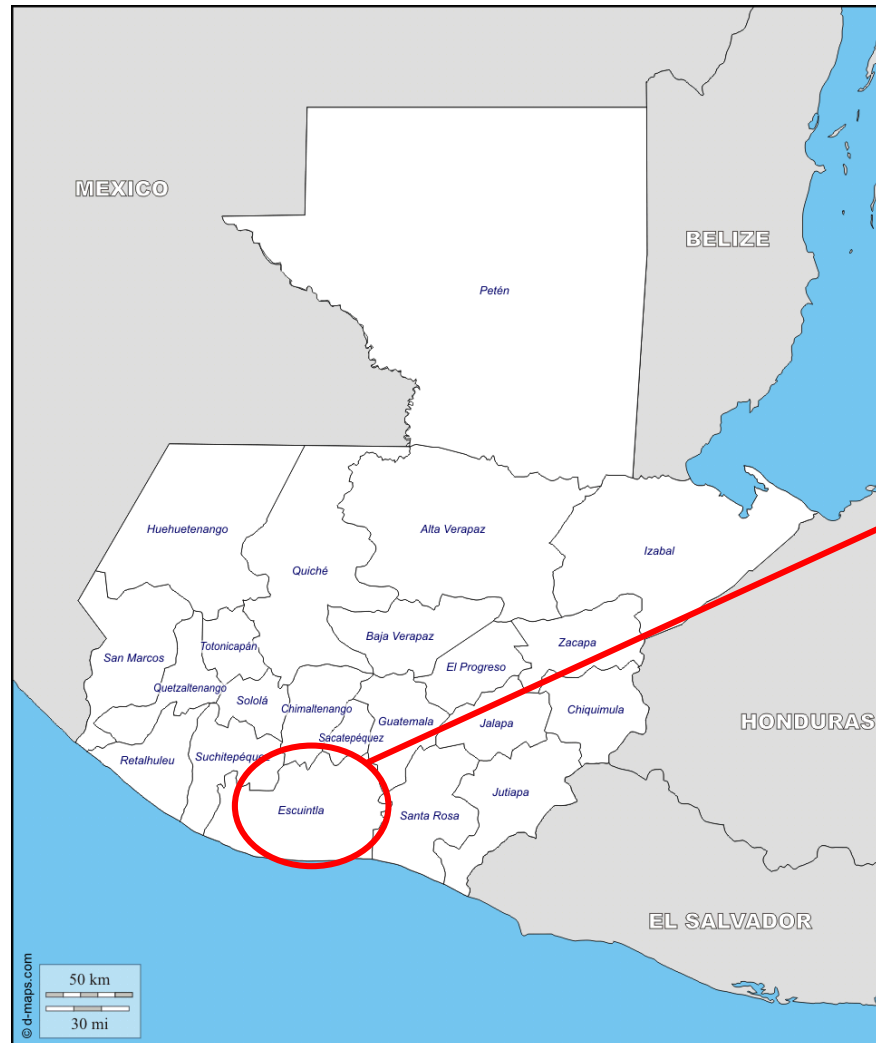 MEXICO
BELIZE
Petén
Huehuetenango
Alta Verapaz
Izabal
Quiché
Baja Verapaz
Zacapa
Totonicapán
San Marcos
El Progreso
Quetzaltenango
Sololá
Chimaltenango
Chiquimula
Guatemala
Jalapa
HONDURAS
Sacatepéquez
Retalhuleu
Suchitepéquez
Jutiapa
Escuintla
Santa Rosa
EL SALVADOR
50 km
30 mi
© d-maps.com